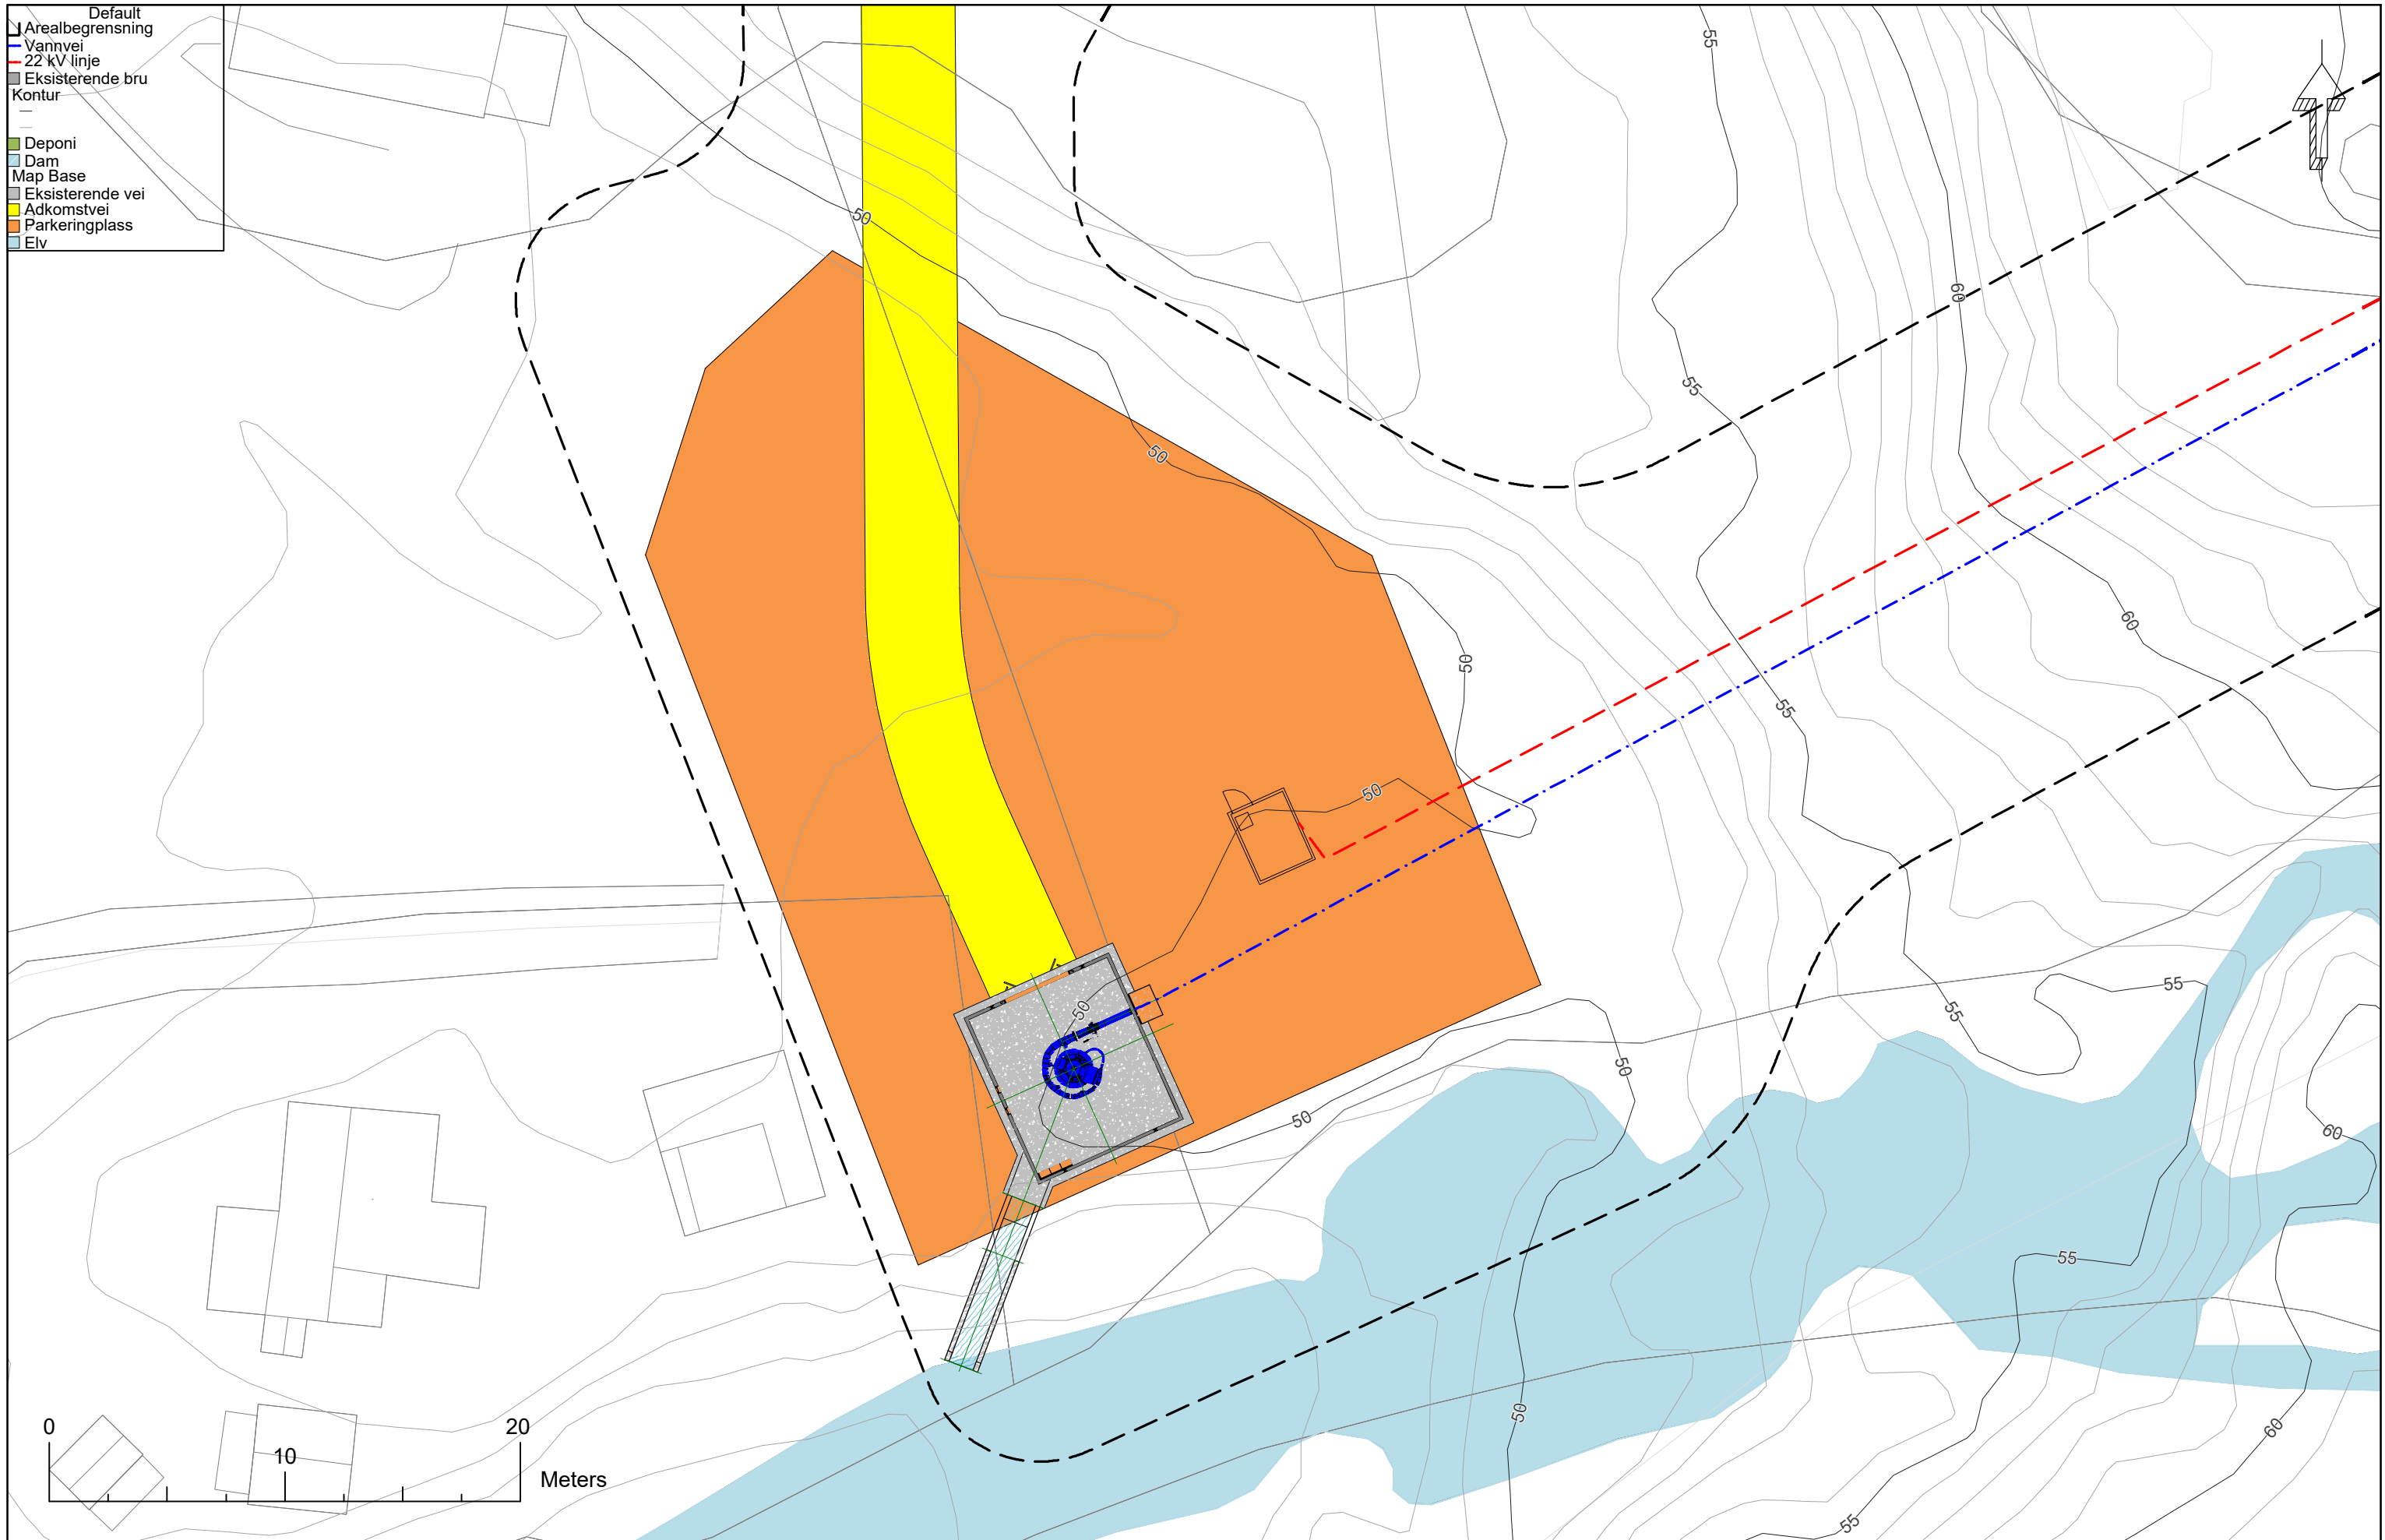 Default
Arealbegrensning
Vannvei
22 kV linje
Eksisterende bru
Kontur
Deponi
Dam
Map Base
Eksisterende vei
Adkomstvei
Parkeringplass
Elv
55
50
60
55
50
60
50
55
50
55
55
50
50
50
60
55
50
60
55
0
10
20
Meters